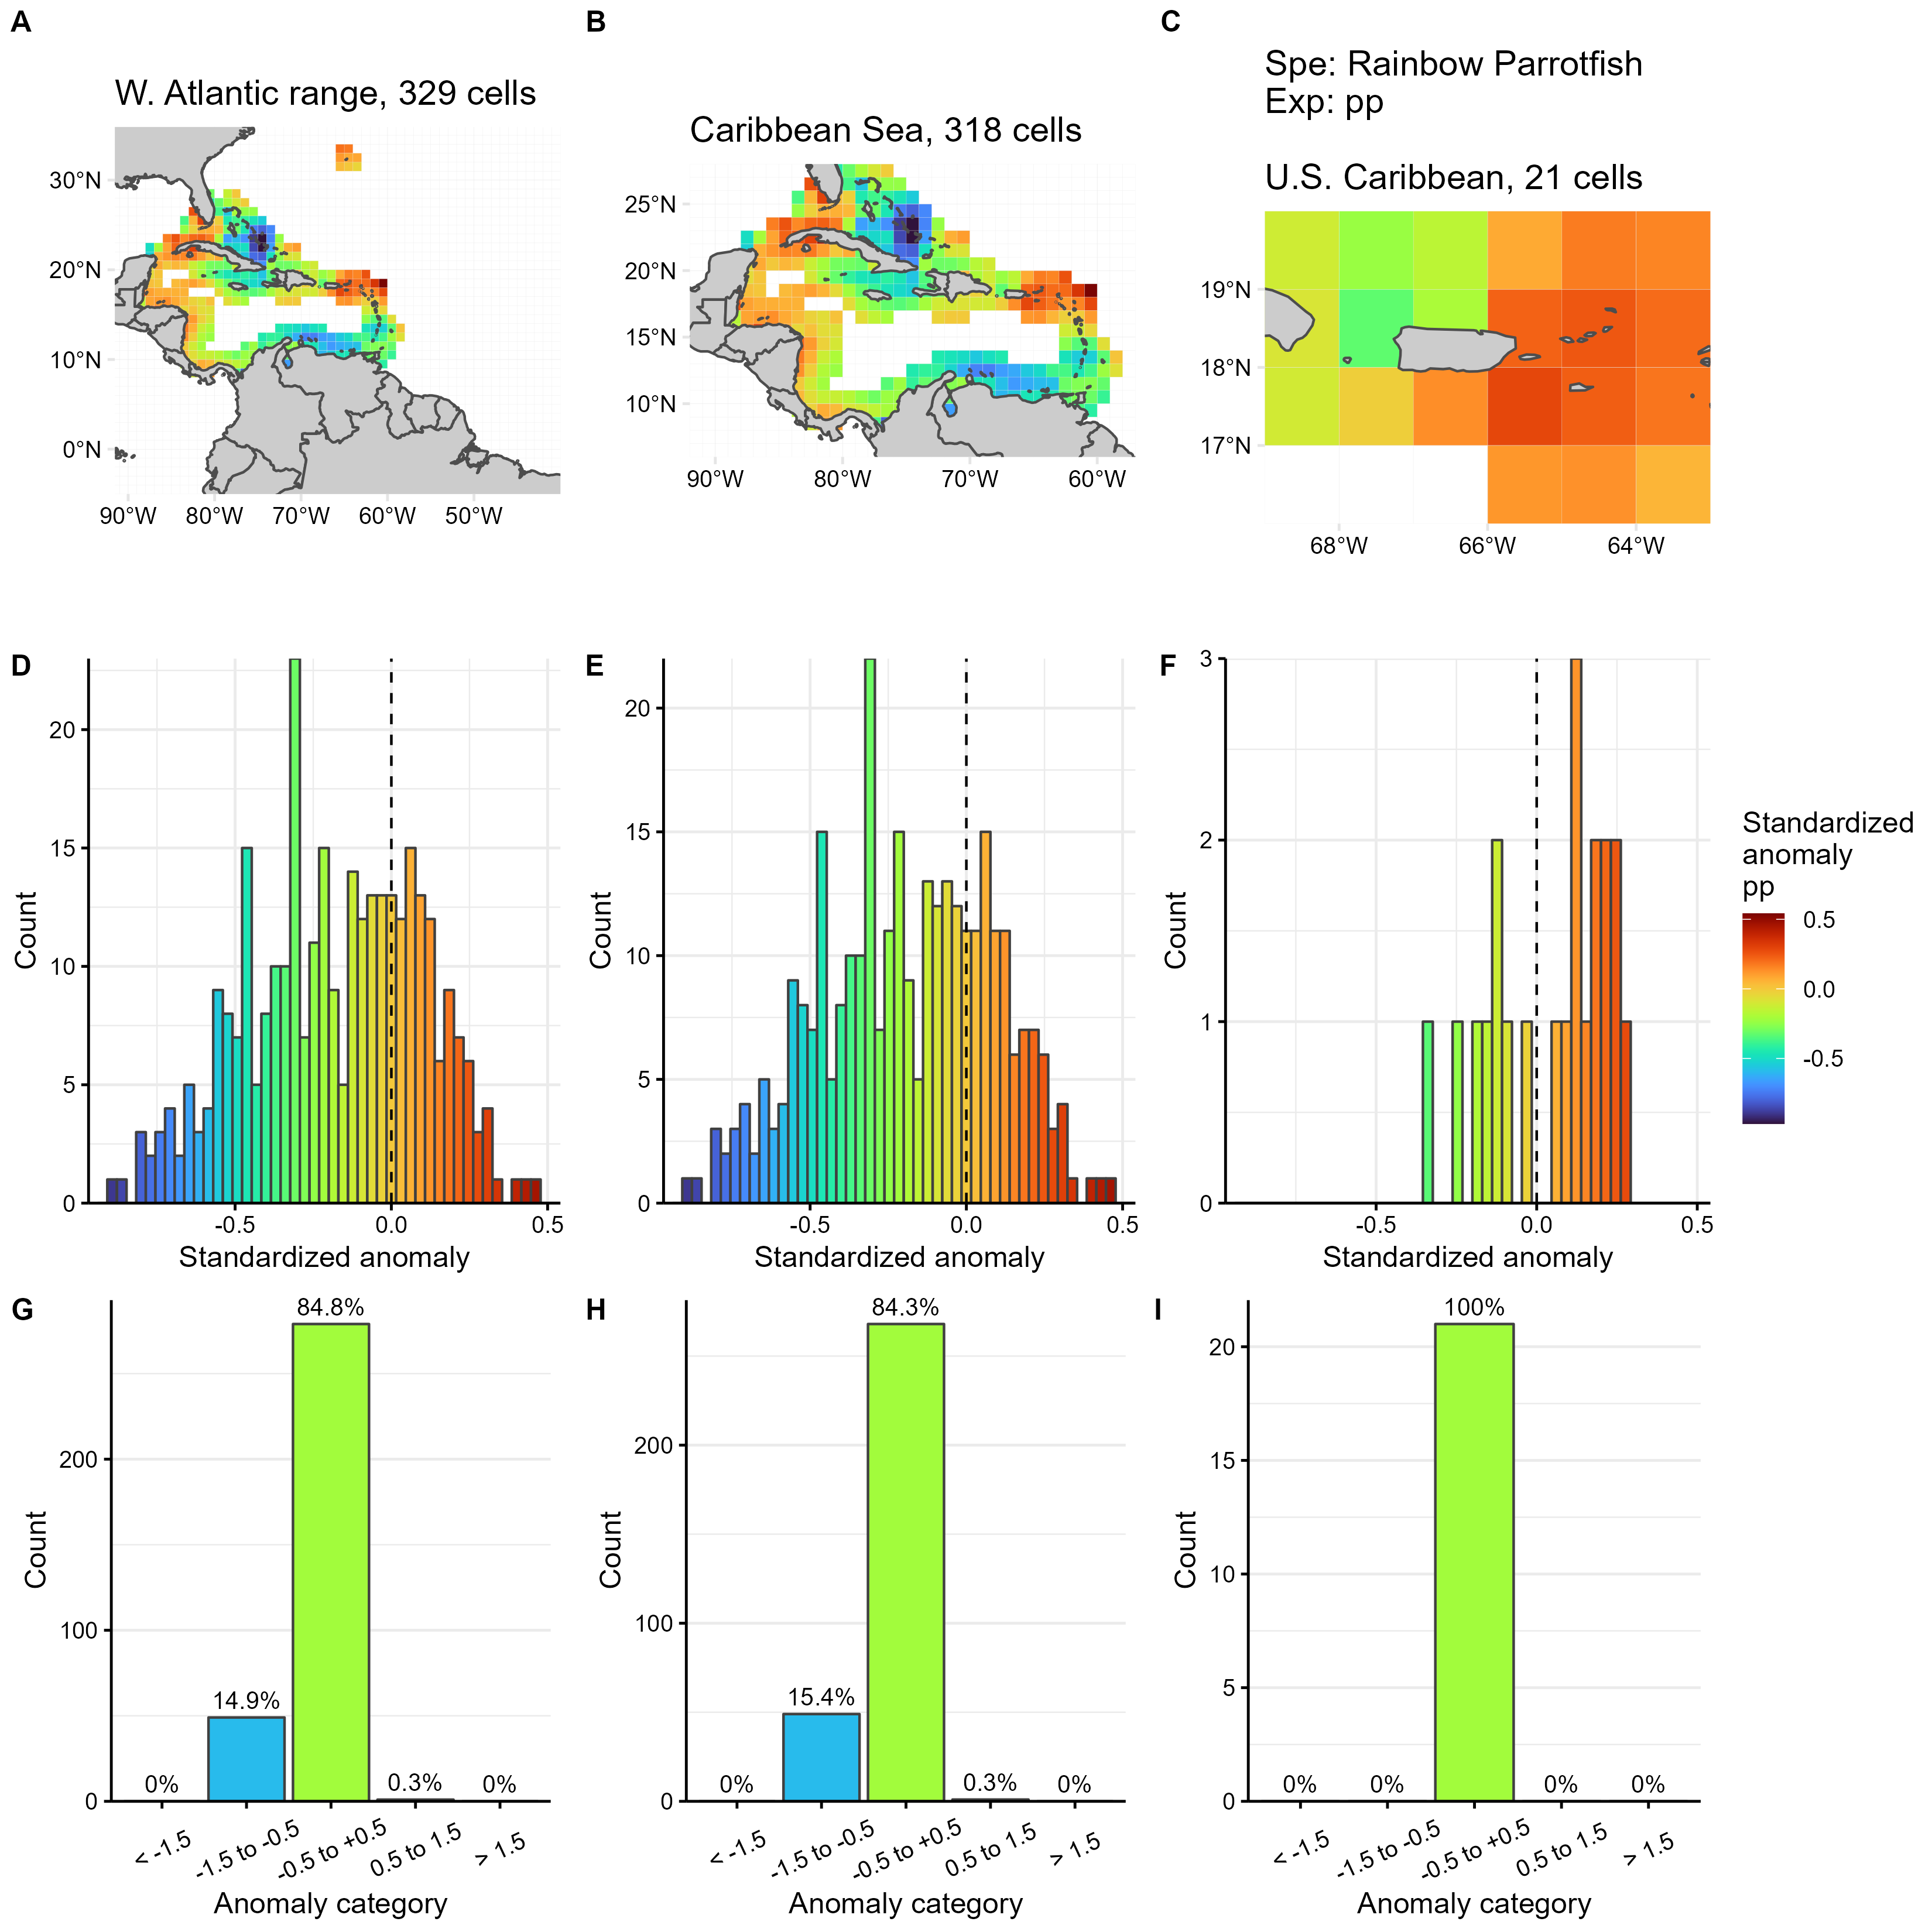 A
B
C
W. Atlantic range, 329 cells
Caribbean Sea, 318 cells
Spe: Rainbow Parrotfish
Exp: pp
U.S. Caribbean, 21 cells
30°N
20°N
10°N
0°N
90°W 80°W 70°W 60°W 50°W
25°N
20°N
15°N
10°N
90°W 80°W 70°W 60°W
19°N
18°N
17°N
68°W 66°W 64°W
D
Count
20
15
10
5
0
-0.5 0.0 0.5
Standardized anomaly
E
Count
20
15
10
5
0
-0.5 0.0 0.5
Standardized anomaly
F
Count
3
2
1
0
-0.5 0.0 0.5
Standardized anomaly
Standardized
anomaly
pp
0.5
0.0
-0.5
G
Count
200
100
0
0% 14.9% 84.8% 0.3% 0%
< -1.5 -1.5 to -0.5 -0.5 to +0.5 0.5 to 1.5 > 1.5
Anomaly category
H
Count
200
100
0
0% 15.4% 84.3% 0.3% 0%
< -1.5 -1.5 to -0.5 -0.5 to +0.5 0.5 to 1.5 > 1.5
Anomaly category
I
Count
20
15
10
5
0
0% 0% 100% 0% 0%
< -1.5 -1.5 to -0.5 -0.5 to +0.5 0.5 to 1.5 > 1.5
Anomaly category